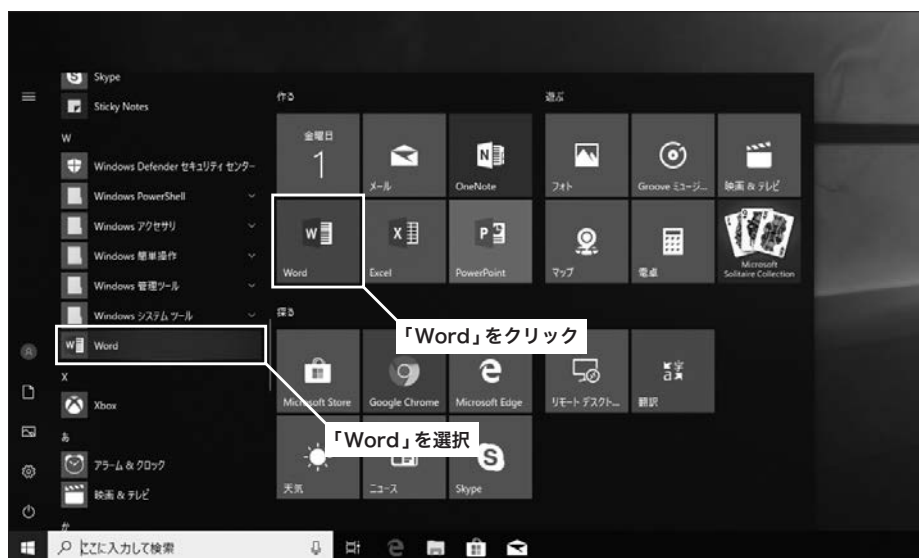 Skype
Sticky Notes
W
Windows Defender セキュリティ センター
Windows PowerShell
Windows アクセサリ
Windows 簡単操作
Windows 管理ツール
Windows システム ツール
Word
X
Xbox
あ
アラーム & クロック
映画 & テレビ
か
作る
金曜日
1
メール
OneNote
Word
Excel
PowerPoint
遊ぶ
フォト
Groove ミュージ...
映画 & テレビ
マップ
電卓
Microsoft
Solitaire Collection
探る
Microsoft Store
Google Chrome
Microsoft Edge
リモート デスクト...
翻訳
天気
ニュース
Skype
「Word」をクリック
「Word」を選択
ここに入力して検索